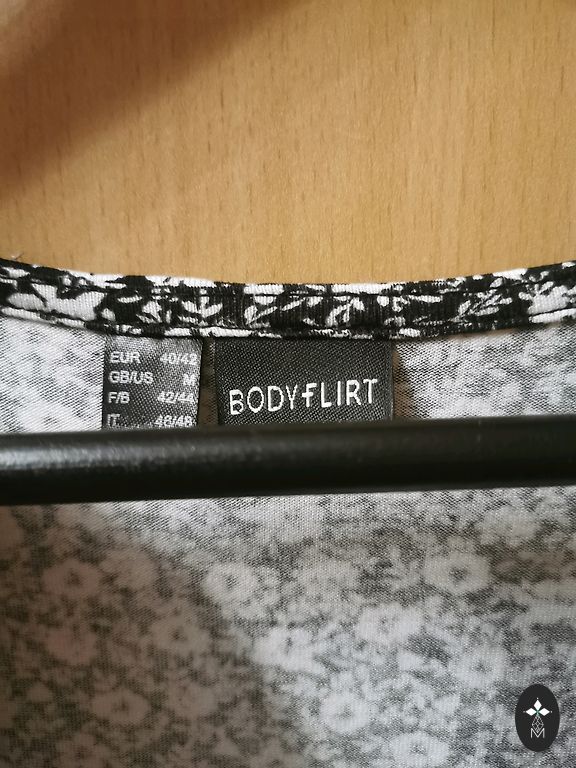 EUR 40/42
GB/US M
F/B 42/44
IT 46/48
BODYFLIRT
M